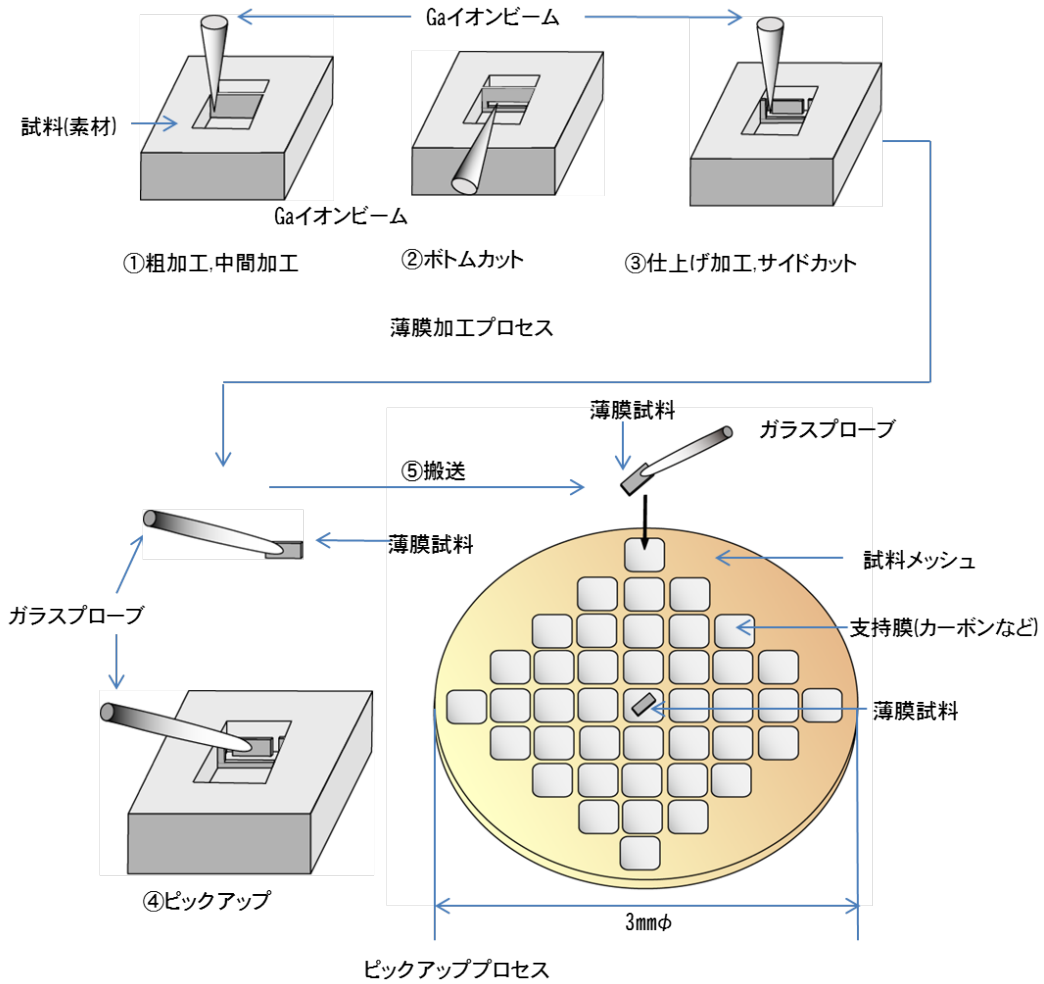 Gaイオンビーム
試料(素材)
Gaイオンビーム
①粗加工,中間加工
②ボトムカット
③仕上げ加工,サイドカット
薄膜加工プロセス
薄膜試料
ガラスプローブ
⑤搬送
薄膜試料
試料メッシュ
ガラスプローブ
支持膜(カーボンなど)
薄膜試料
④ピックアップ
3mmφ
ピックアッププロセス